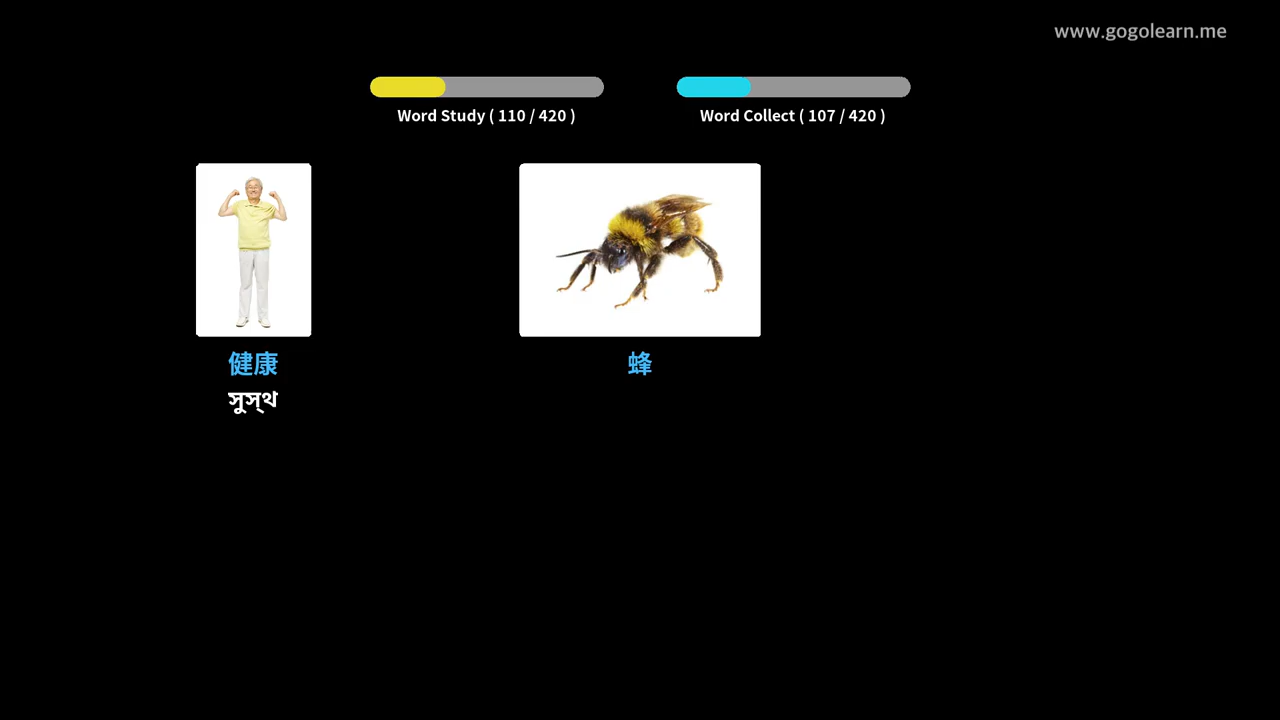 www.gogolearn.me
Word Study ( 110 / 420 )
Word Collect ( 107 / 420 )
健康
সুস্থ
蜂